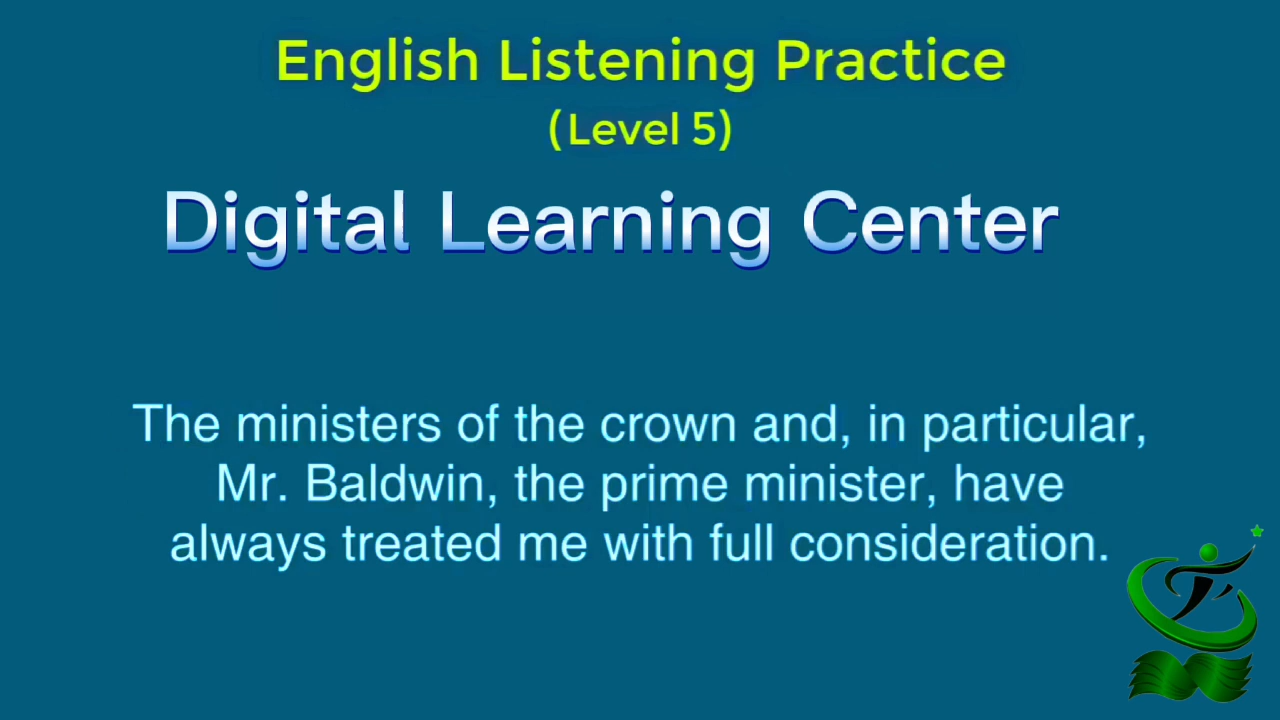 English Listening Practice
(Level 5)
Digital Learning Center
The ministers of the crown and, in particular,
Mr. Baldwin, the prime minister, have
always treated me with full consideration.